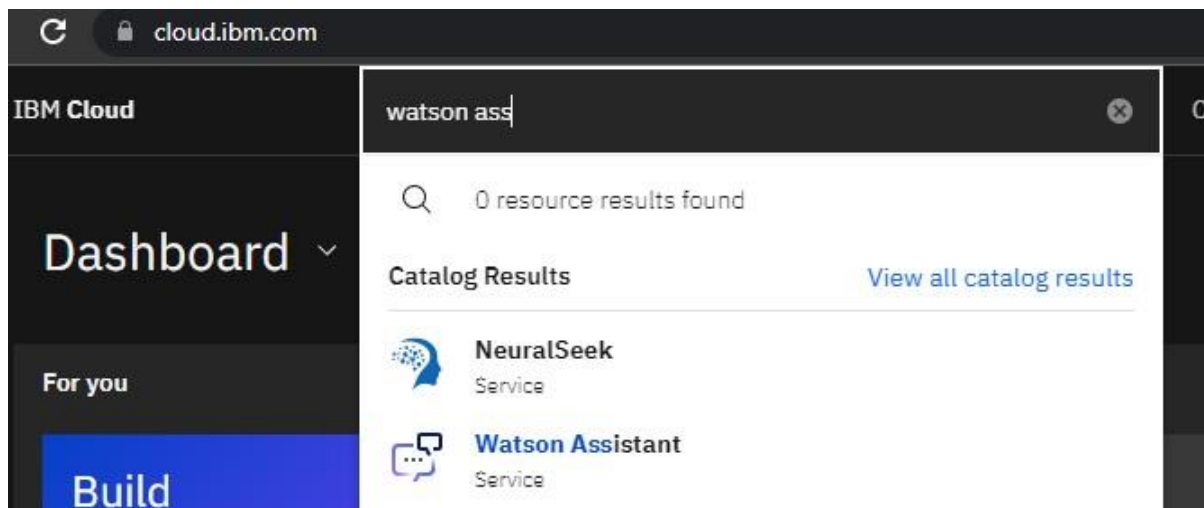 cloud.ibm.com
IBM Cloud
watson ass
0 resource results found
Dashboard
Catalog Results View all catalog results
NeuralSeek
Service
For you
Watson Assistant
Service
Build